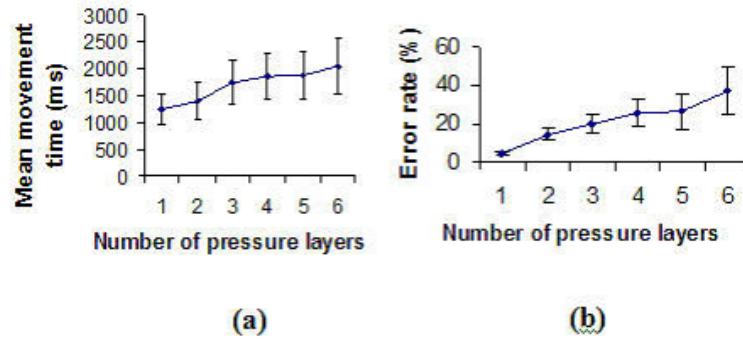 Mean movement
time (ms)
3000
2500
2000
1500
1000
500
0
1 2 3 4 5 6
Number of pressure layers
(a)
Error rate (%)
60
40
20
0
1 2 3 4 5 6
Number of pressure layers
(b)